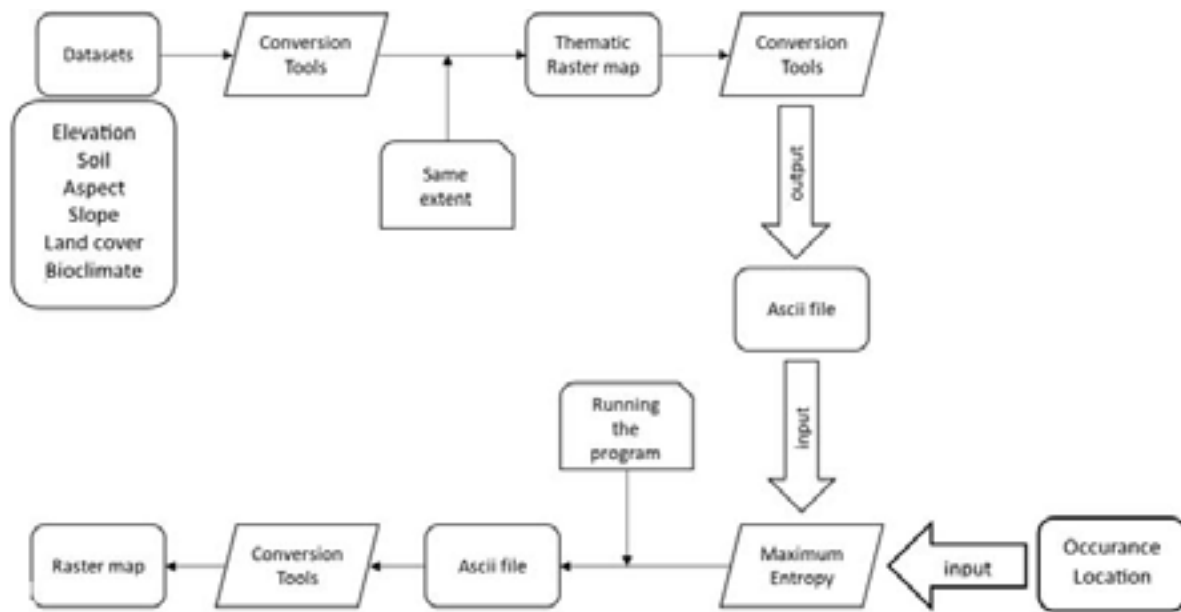 Datasets
Conversion
Tools
Thematic
Raster map
Conversion
Tools
Elevation
Soil
Aspect
Slope
Land cover
Bioclimate
Same
extent
output
Ascii file
input
Running
the
program
Raster map
Conversion
Tools
Ascii file
Maximum
Entropy
input
Occurance
Location